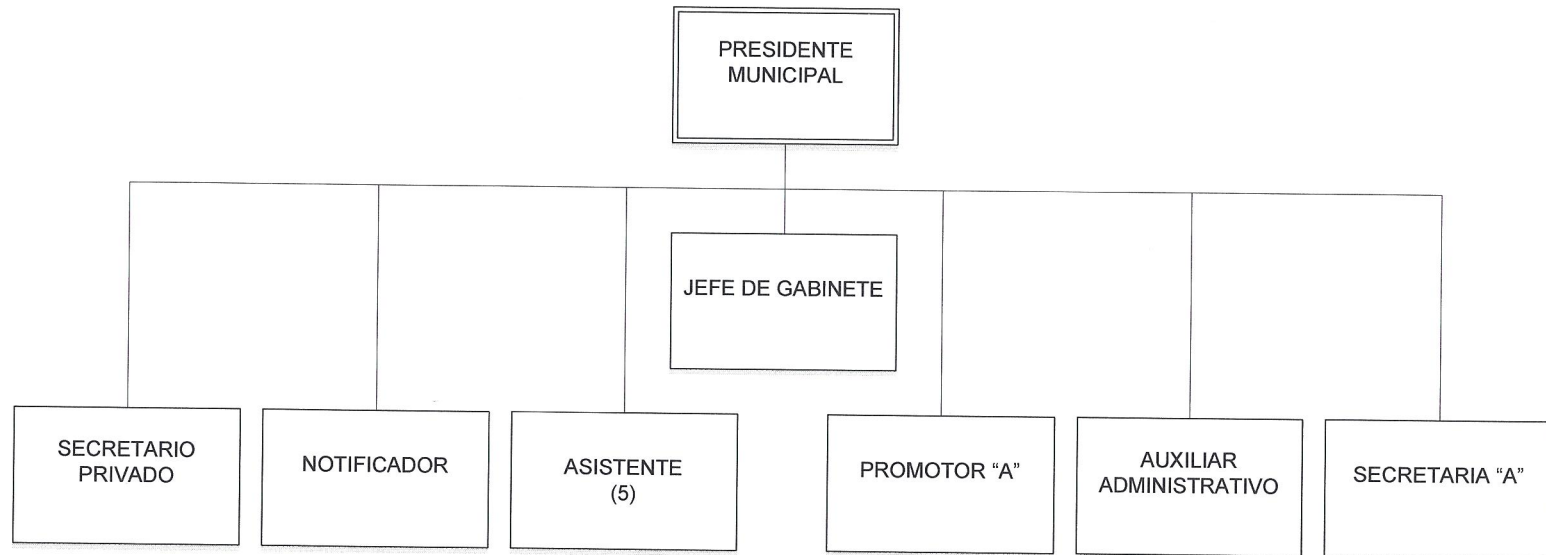 PRESIDENTE
MUNICIPAL
JEFE DE GABINETE
SECRETARIO
PRIVADO
NOTIFICADOR
ASISTENTE
(5)
PROMOTOR “A”
AUXILIAR
ADMINISTRATIVO
SECRETARIA “A”